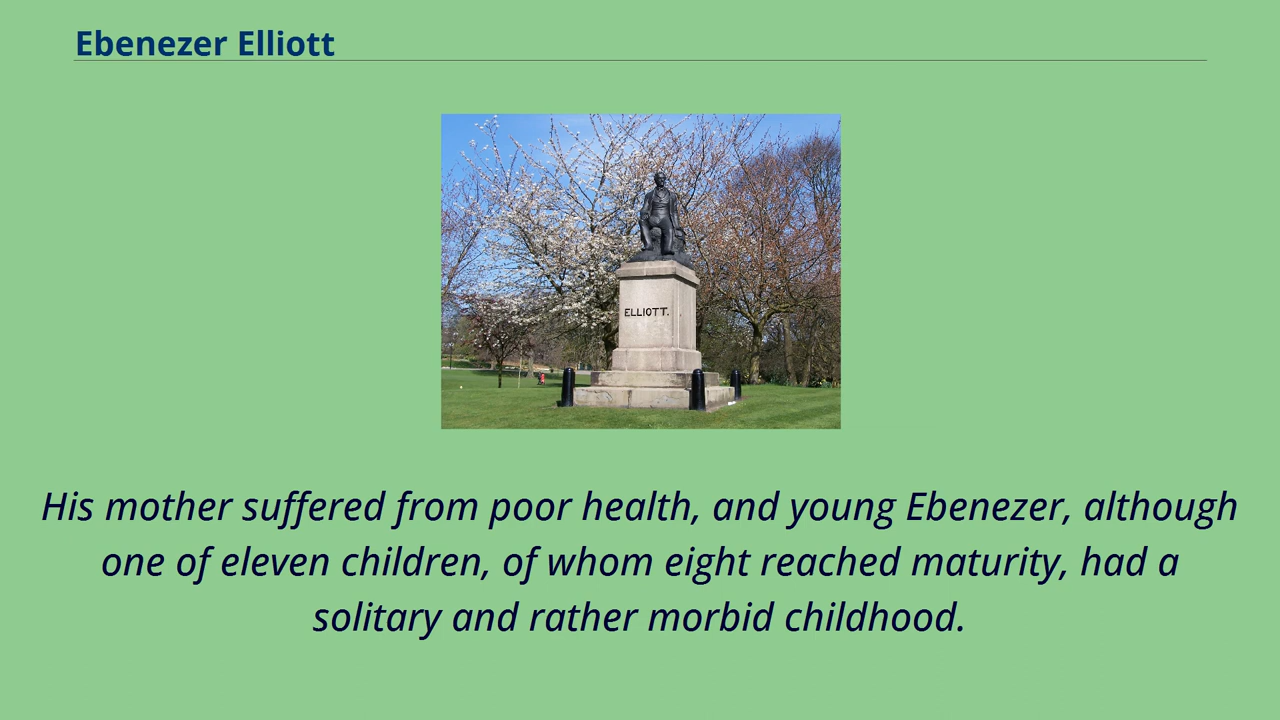 Ebenezer Elliott
ELLIOTT.
His mother suffered from poor health, and young Ebenezer, although
one of eleven children, of whom eight reached maturity, had a
solitary and rather morbid childhood.